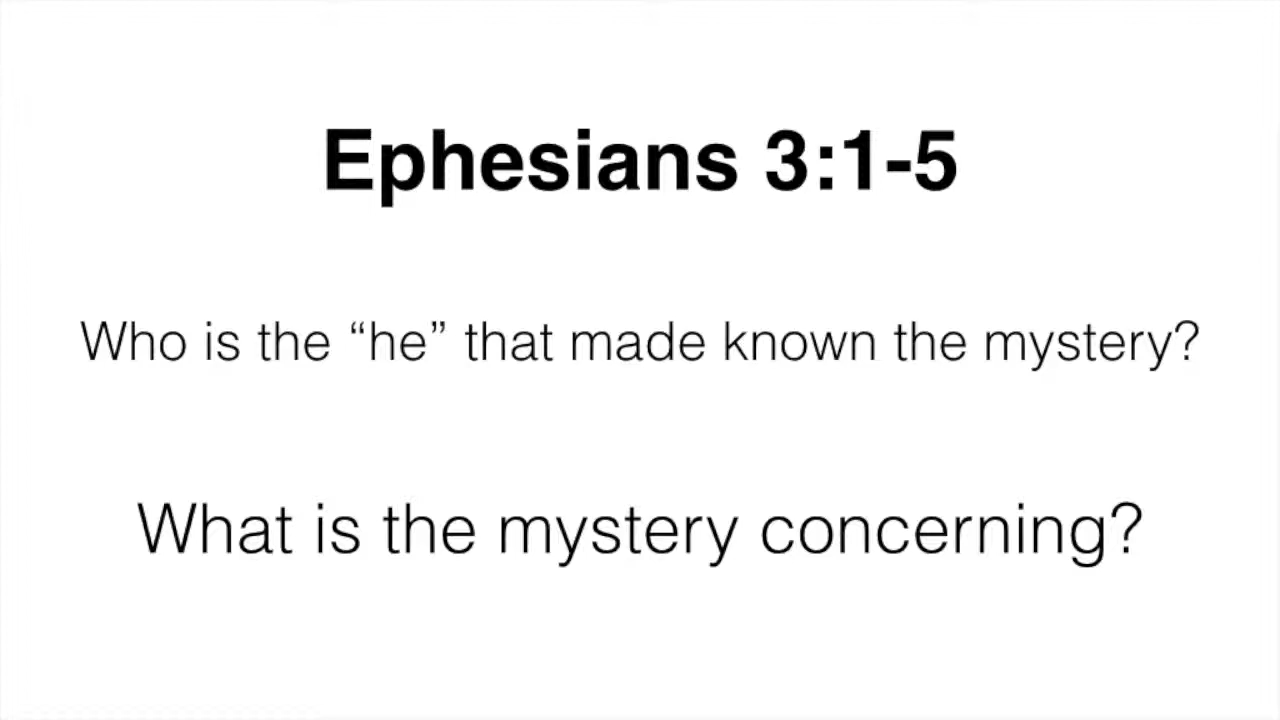 Ephesians 3:1-5
Who is the “he” that made known the mystery?
What is the mystery concerning?